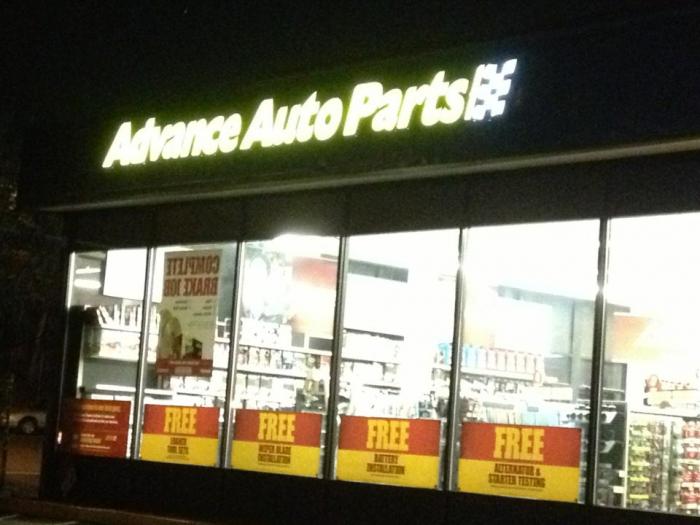 Advance Auto Parts
COMPLETE
BRAKE JOB
FREE
LOANER
TOOL SETS
FREE
WIPER BLADE
INSTALLATION
FREE
BATTERY
INSTALLATION
FREE
ALTERNATOR &
STARTER TESTING